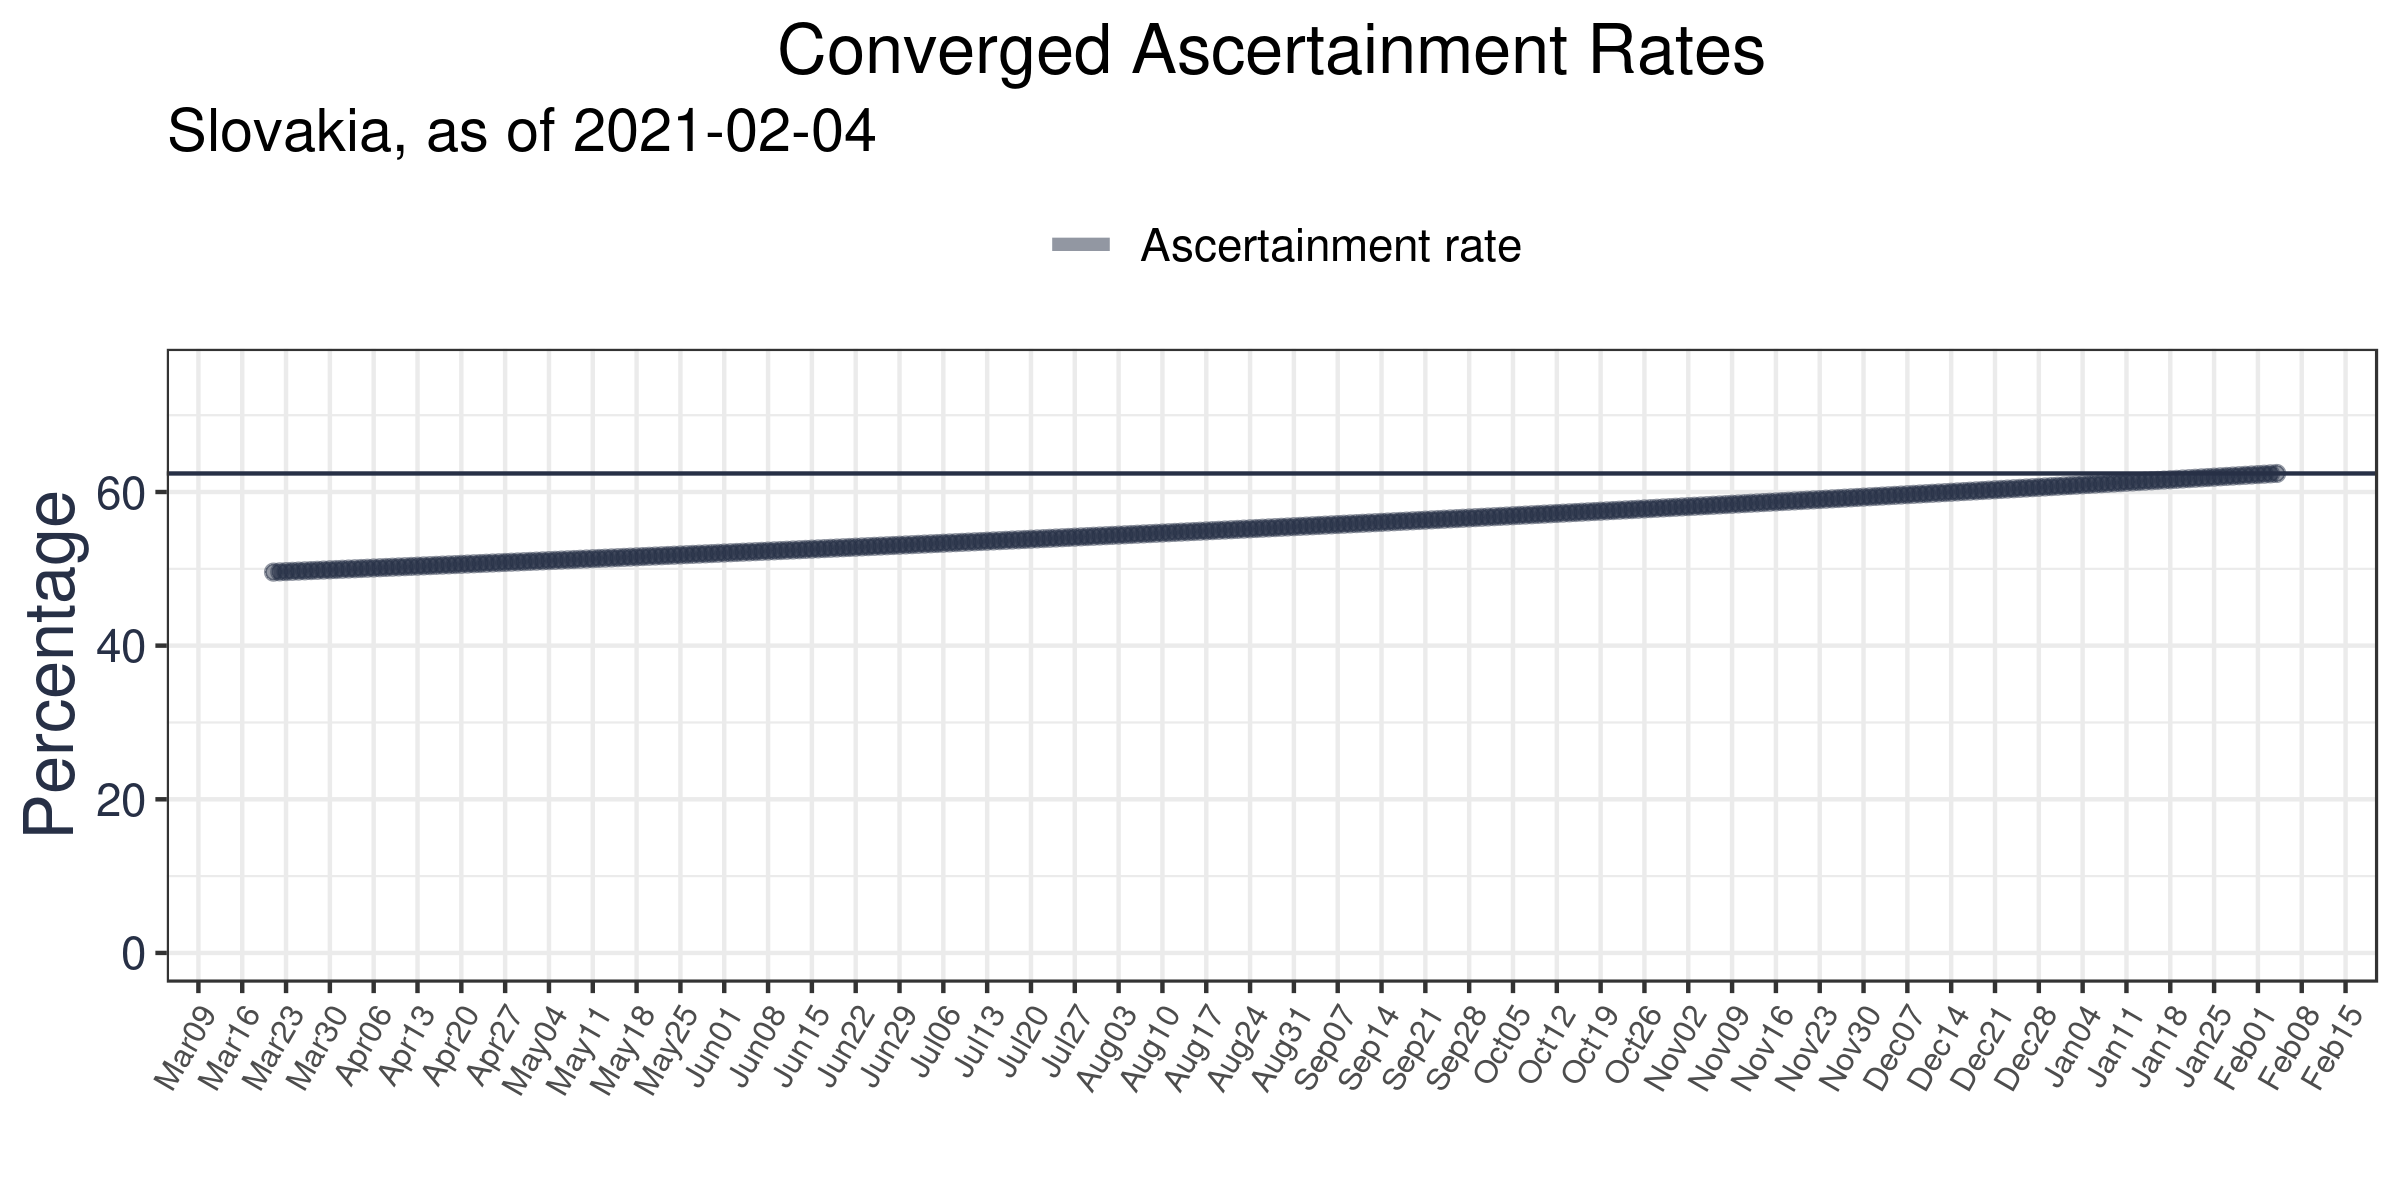 Converged Ascertainment Rates
Slovakia, as of 2021-02-04
Ascertainment rate
Percentage
60
40
20
0
Mar09 Mar16 Mar23 Mar30 Apr06 Apr13 Apr20 Apr27 May04 May11 May18 May25 Jun01 Jun08 Jun15 Jun22 Jun29 Jul06 Jul13 Jul20 Jul27 Aug03 Aug10 Aug17 Aug24 Aug31 Sep07 Sep14 Sep21 Sep28 Oct05 Oct12 Oct19 Oct26 Nov02 Nov09 Nov16 Nov23 Nov30 Dec07 Dec14 Dec21 Dec28 Jan04 Jan11 Jan18 Jan25 Feb01 Feb08 Feb15